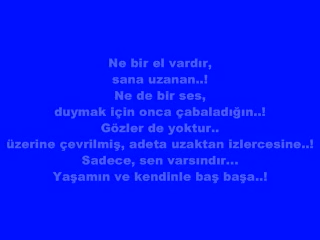 Ne bir el vardır,
sana uzanan..!
Ne de bir ses,
duymak için onca çabaladığın..!
Gözler de yoktur..
üzerine çevrilmiş, adeta uzaktan izlercesine..!
Sadece, sen varsındır...
Yaşamın ve kendinle baş başa..!